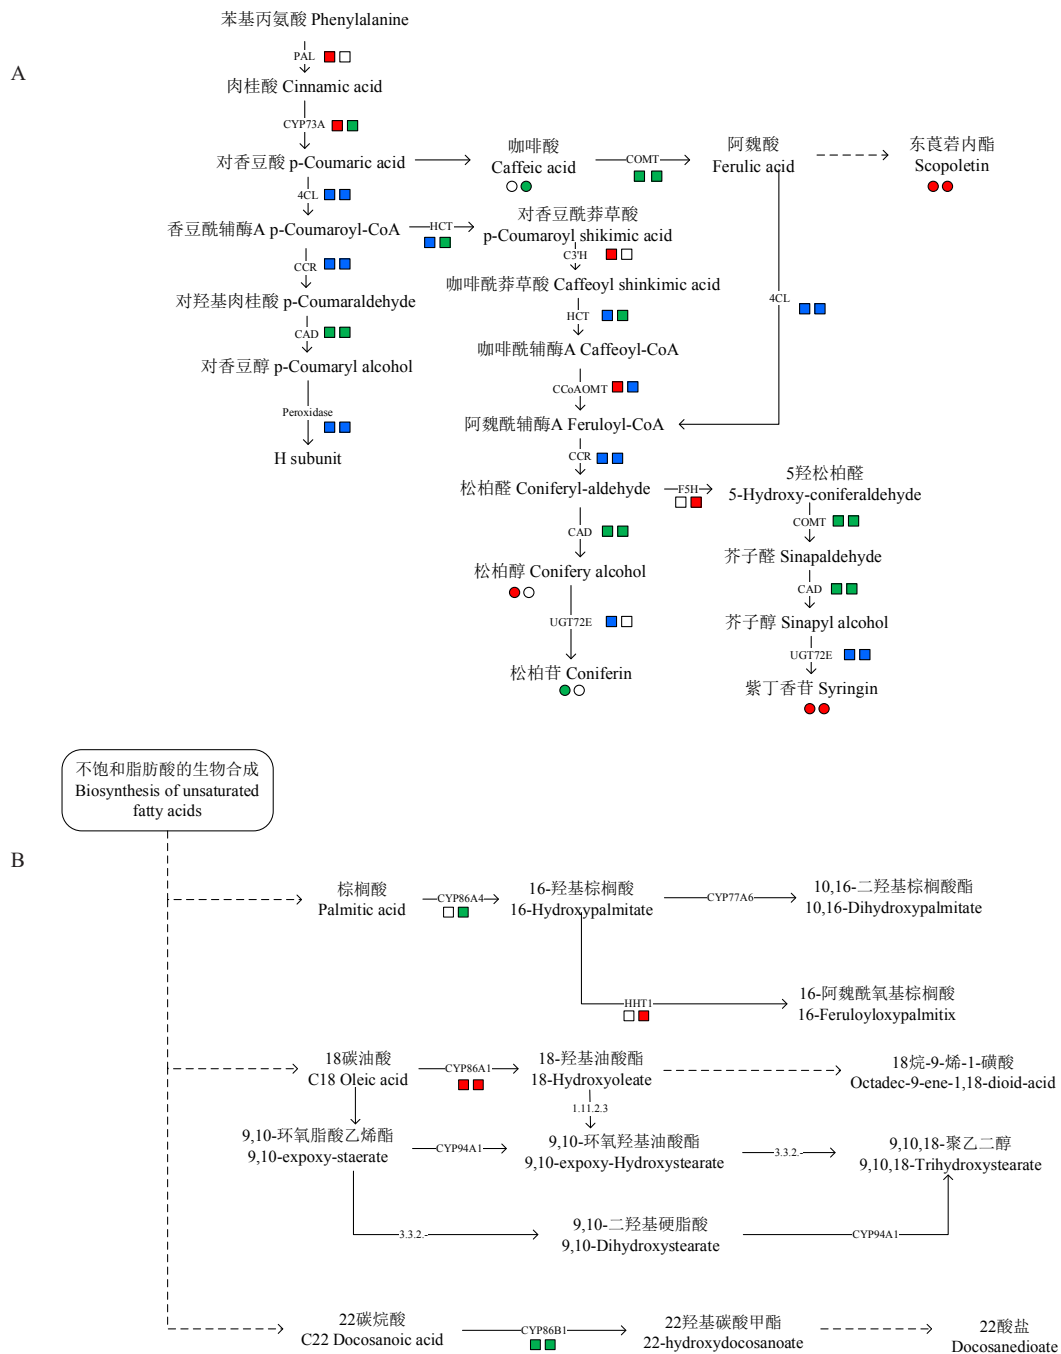 苯基丙氨酸 Phenylalanine
PAL
A
肉桂酸 Cinnamic acid
CYP73A
对香豆酸 p-Coumaric acid
咖啡酸
Caffeic acid
COMT
阿魏酸
Ferulic acid
东莨菪内酯
Scopoletin
4CL
香豆酰辅酶A p-Coumaroyl-CoA
HCT
对香豆酰莽草酸
p-Coumaroyl shikimic acid
CCR
C3'H
对羟基肉桂酸 p-Coumaraldehyde
咖啡酰莽草酸 Caffeoyl shinkimic acid
4CL
CAD
HCT
对香豆醇 p-Coumaryl alcohol
咖啡酰辅酶A Caffeoyl-CoA
CCoAOMT
Peroxidase
阿魏酰辅酶A Feruloyl-CoA
H subunit
CCR
松柏醛 Coniferyl-aldehyde
F5H
5羟松柏醛
5-Hydroxy-coniferaldehyde
CAD
COMT
芥子醛 Sinapaldehyde
松柏醇 Conifery alcohol
CAD
UGT72E
芥子醇 Sinapyl alcohol
UGT72E
松柏苷 Coniferin
紫丁香苷 Syringin
不饱和脂肪酸的生物合成
Biosynthesis of unsaturated
fatty acids
B
棕榈酸
Palmitic acid
CYP86A4
16-羟基棕榈酸
16-Hydroxypalmitate
CYP77A6
10,16-二羟基棕榈酸酯
10,16-Dihydroxypalmitate
HHT1
16-阿魏酰氧基棕榈酸
16-Feruloyloxypalmitix
18碳油酸
C18 Oleic acid
CYP86A1
18-羟基油酸酯
18-Hydroxyoleate
18烷-9-烯-1-磺酸
Octadec-9-ene-1,18-dioid-acid
1.11.2.3
9,10-环氧脂酸乙烯酯
9,10-expoxy-staerate
CYP94A1
9,10-环氧羟基油酸酯
9,10-expoxy-Hydroxystearate
3.3.2.-
9,10,18-聚乙二醇
9,10,18-Trihydroxystearate
3.3.2.-
9,10-二羟基硬脂酸
9,10-Dihydroxystearate
CYP94A1
22碳烷酸
C22 Docosanoic acid
CYP86B1
22羟基碳酸甲酯
22-hydroxydocosanoate
22酸盐
Docosanedioate